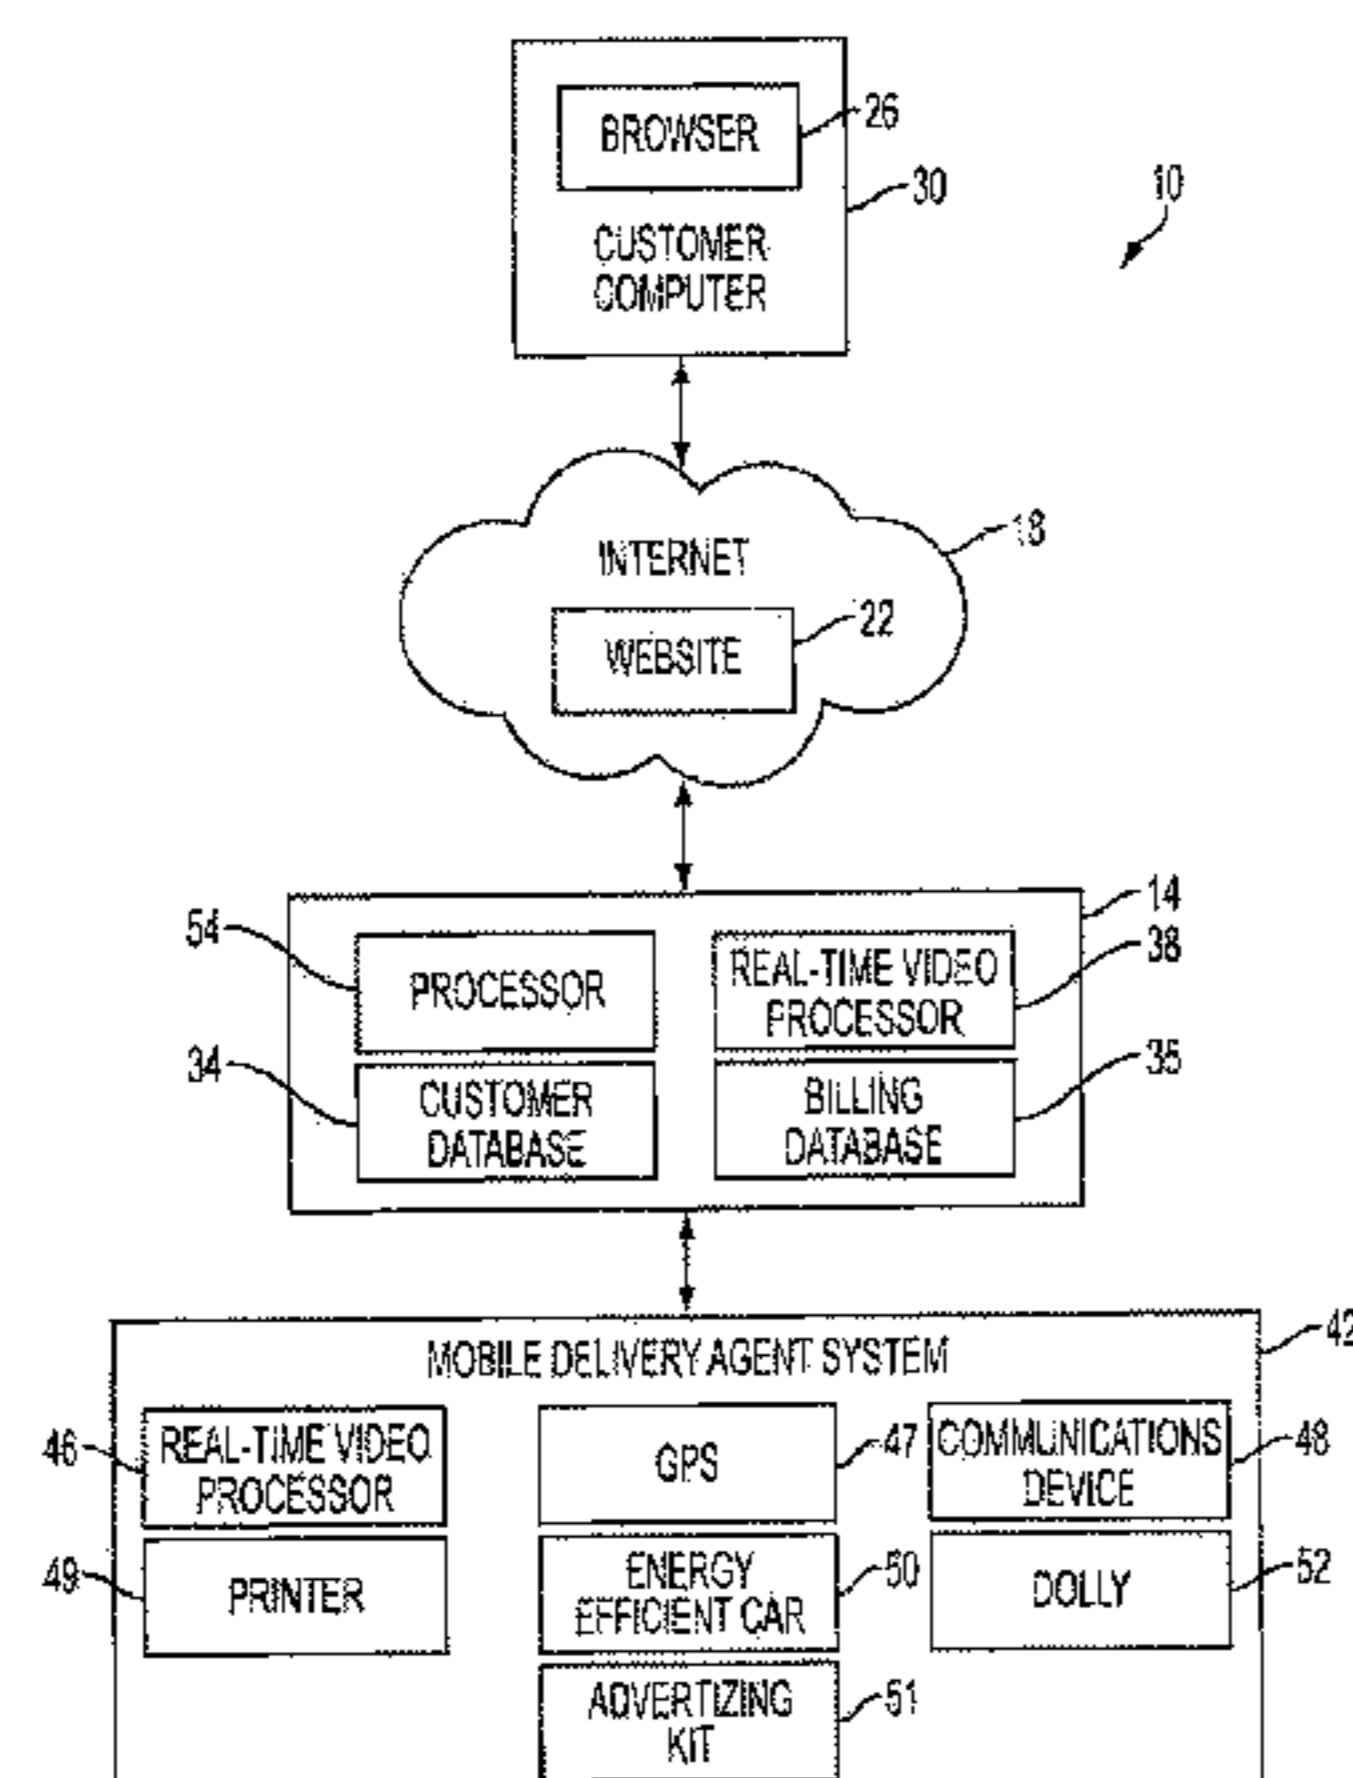 BROWSER
26
30
CUSTOMER
COMPUTER
10
INTERNET
18
WEBSITE
22
14
54
PROCESSOR
REAL-TIME VIDEO
PROCESSOR
38
34
CUSTOMER
DATABASE
BILLING
DATABASE
35
MOBILE DELIVERY AGENT SYSTEM
42
46
REAL-TIME VIDEO
PROCESSOR
GPS
47
COMMUNICATIONS
DEVICE
48
49
PRINTER
ENERGY
EFFICIENT CAR
50
DOLLY
52
ADVERTIZING
KIT
51